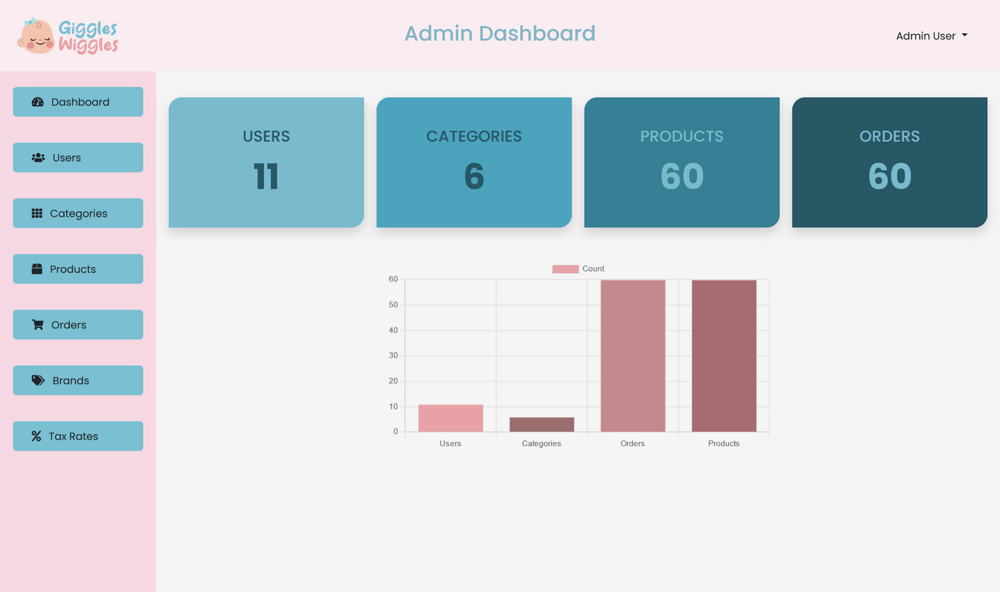 Giggles
Wiggles
Admin Dashboard
Admin User
Dashboard
Users
Categories
Products
Orders
Brands
Tax Rates
USERS
11
CATEGORIES
6
PRODUCTS
60
ORDERS
60
Count
60
50
40
30
20
10
0
Users Categories Orders Products